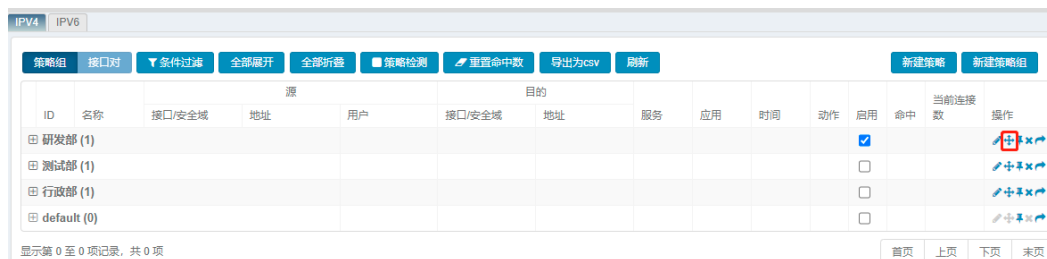 IPV4 IPV6
策略组 接口对 条件过滤 全部展开 全部折叠 策略检测 重置命中数 导出为csv 刷新 新建策略 新建策略组
源 目的
ID 名称 接口/安全域 地址 用户 接口/安全域 地址 服务 应用 时间 动作 启用 命中 当前连接数 操作
研发部 (1)
测试部 (1)
行政部 (1)
default (0)
显示第 0 至 0 项记录，共 0 项 首页 上页 下页 末页